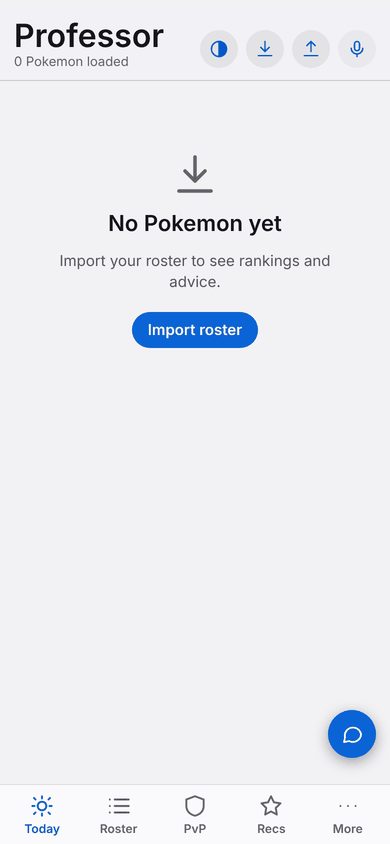 Professor
0 Pokemon loaded
No Pokemon yet
Import your roster to see rankings and
advice.
Import roster
Today
Roster
PvP
Recs
More